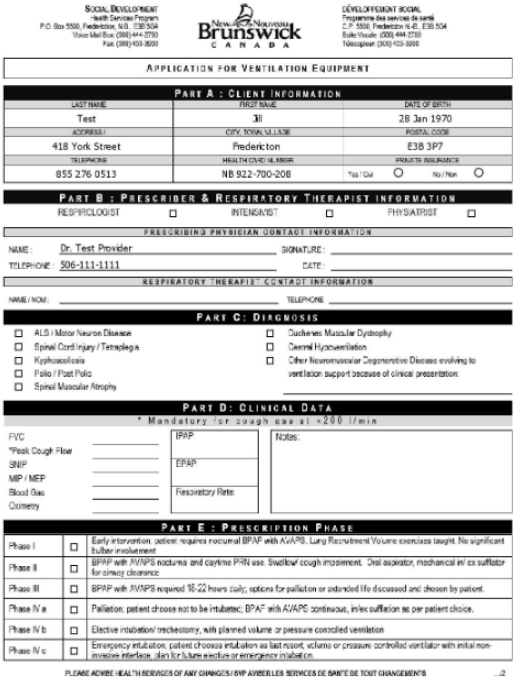 SOCIAL DEVELOPMENT
Health Services Program
P.O. Box 5500, Fredericton, N.B. E3B 5G4
Voice Mail Box: (506) 444-2780
Fax: (506) 453-3960
New Nouveau
Brunswick
CANADA
DÉVELOPPEMENT SOCIAL
Programme des services de santé
C.P. 5500, Fredericton N.-B., E3B 5G4
Boîte Vocale: (506) 444-2780
Télécopieur: (506) 453-3960
APPLICATION FOR VENTILATION EQUIPMENT
PART A : CLIENT INFORMATION
LAST NAME FIRST NAME DATE OF BIRTH
Test Jill 28 Jan 1970
ADDRESS / CITY, TOWN, VILLAGE POSTAL CODE
418 York Street Fredericton E3B 3P7
TELEPHONE HEALTH CARD NUMBER PRIVATE INSURANCE
855 276 0513 NB 922-700-208 Yes / Oui No / Non
PART B : PRESCRIBER & RESPIRATORY THERAPIST INFORMATION
RESPIROLOGIST INTENSIVIST PHYSIATRIST
PRESCRIBING PHYSICIAN CONTACT INFORMATION
NAME : Dr. Test Provider SIGNATURE :
TELEPHONE : 506-111-1111 DATE :
RESPIRATORY THERAPIST CONTACT INFORMATION
NAME / NOM : TELEPHONE
PART C: DIAGNOSIS
ALS / Motor Neuron Disease
Spinal Cord Injury / Tetraplegia
Kyphoscoliosis
Polio / Post Polio
Spinal Muscular Atrophy
Duchenes Muscular Dystrophy
Central Hypoventilation
Other Neuromuscular Degenerative Disease evolving to
ventilation support because of clinical presentation:
PART D: CLINICAL DATA
* Mandatory for cough assist <200 l/min
FVC
*Peak Cough Flow
SNIP
MIP / MEP
Blood Gas
Oximetry
IPAP
EPAP
Respiratory Rate:
Notes:
PART E : PRESCRIPTION PHASE
Phase I Early intervention: patient requires nocturnal BPAP with AVAPS. Lung Recruitment Volume exercises taught. No significant
bulbar involvement
Phase II BPAP with AVAPS nocturnal and daytime PRN use. Swallow/ cough impairment. Oral aspirator, mechanical in/ ex sufflator
for airway clearance
Phase III BPAP with AVAPS required 18-22 hours daily; options for palliation or extended life discussed and chosen by patient.
Phase IV a Palliation: patient choose not to be intubated; BPAP with AVAPS continuous, in/ex sufflation as per patient choice.
Phase IV b Elective intubation/ trachectomy, with planned volume or pressure controlled ventilation
Phase IV c Emergency intubation, patient chooses intubation as last resort, volume or pressure controlled ventilator with initial non-
invasive interface, plan for future elective or emergency intubation.
PLEASE ADVISE HEALTH SERVICES OF ANY CHANGES / SVP AVISER LES SERVICES DE SANTÉ DE TOUT CHANGEMENTS
.../2